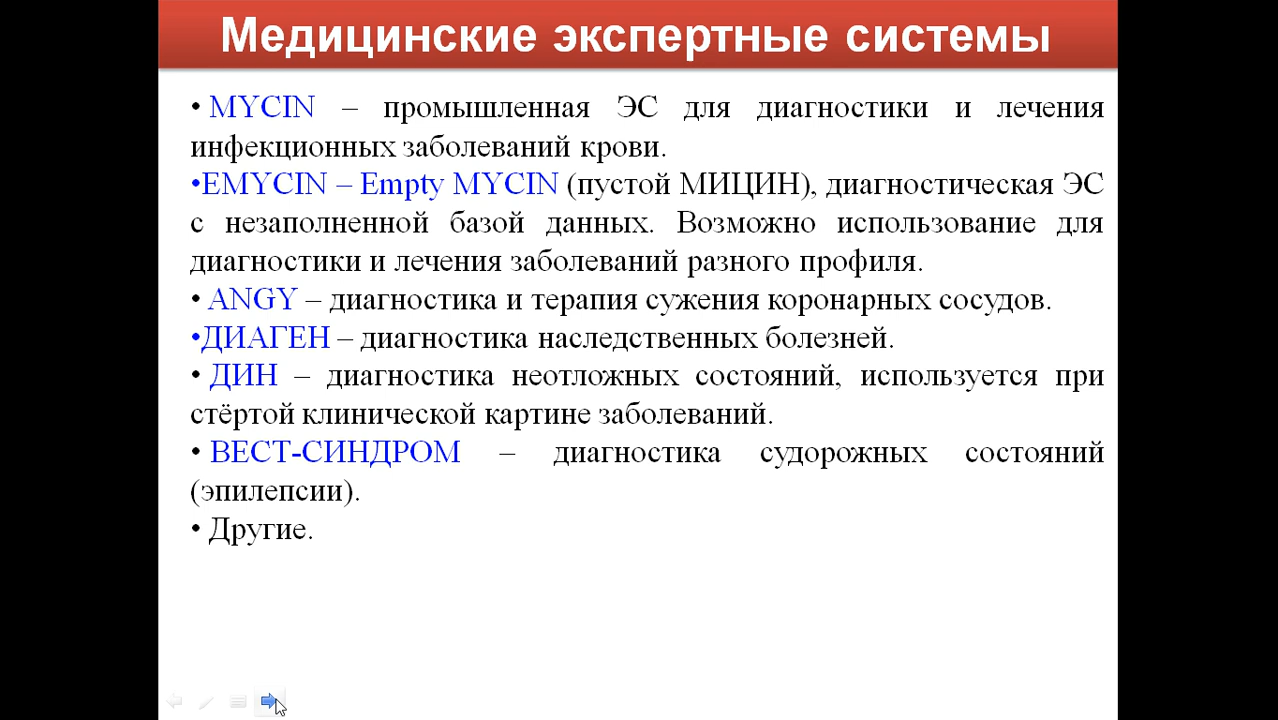 Медицинские экспертные системы
• MYCIN – промышленная ЭС для диагностики и лечения
инфекционных заболеваний крови.
•EMYCIN – Empty MYCIN (пустой МИЦИН), диагностическая ЭС
с незаполненной базой данных. Возможно использование для
диагностики и лечения заболеваний разного профиля.
• ANGY – диагностика и терапия сужения коронарных сосудов.
•ДИАГЕН – диагностика наследственных болезней.
• ДИН – диагностика неотложных состояний, используется при
стёртой клинической картине заболеваний.
• ВЕСТ-СИНДРОМ – диагностика судорожных состояний
(эпилепсии).
• Другие.